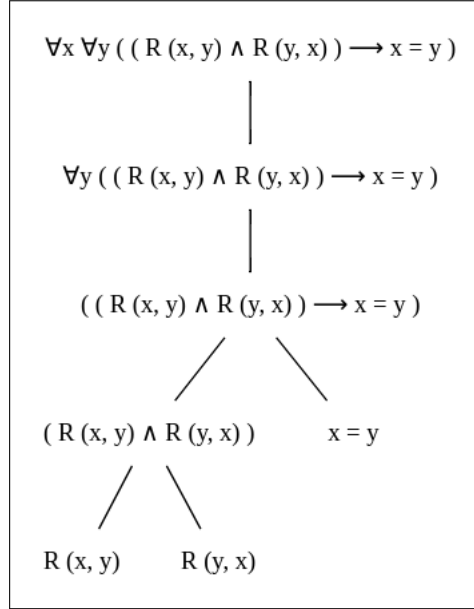 ∀x ∀y ( ( R (x, y) ∧ R (y, x) ) ⟶ x = y )
∀y ( ( R (x, y) ∧ R (y, x) ) ⟶ x = y )
( ( R (x, y) ∧ R (y, x) ) ⟶ x = y )
( R (x, y) ∧ R (y, x) ) x = y
R (x, y) R (y, x)